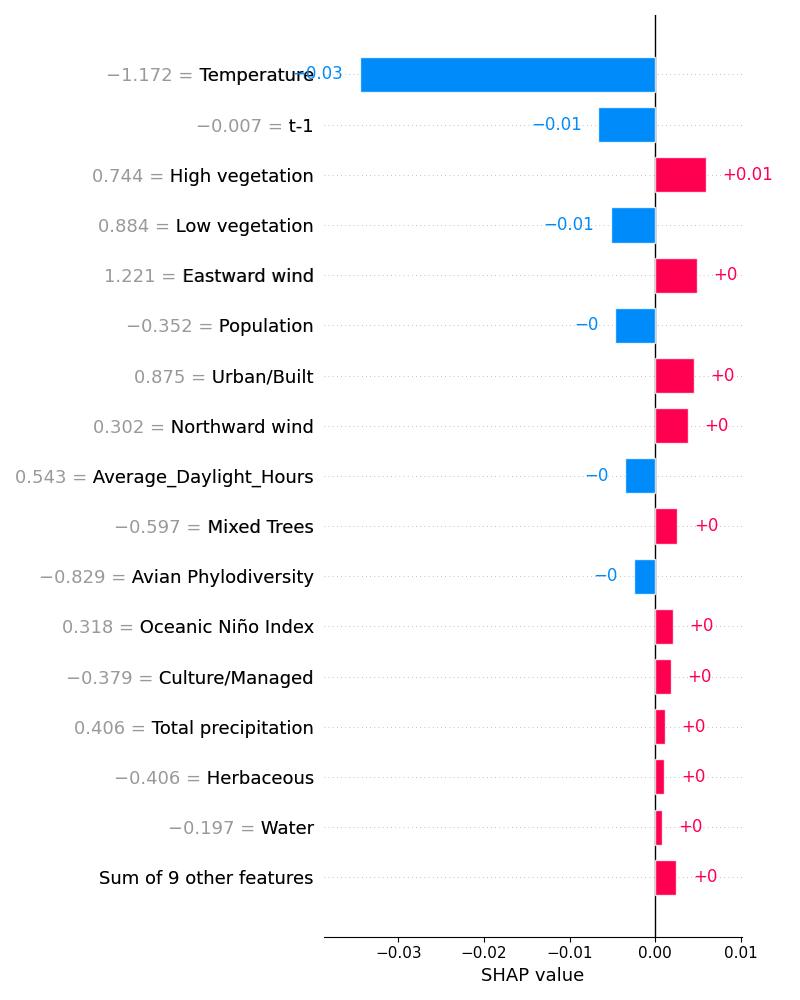 −1.172 = Temperature −0.03
−0.007 = t-1 −0.01
0.744 = High vegetation +0.01
0.884 = Low vegetation −0.01
1.221 = Eastward wind +0
−0.352 = Population −0
0.875 = Urban/Built +0
0.302 = Northward wind +0
0.543 = Average_Daylight_Hours −0
−0.597 = Mixed Trees +0
−0.829 = Avian Phylodiversity −0
0.318 = Oceanic Niño Index +0
−0.379 = Culture/Managed +0
0.406 = Total precipitation +0
−0.406 = Herbaceous +0
−0.197 = Water +0
Sum of 9 other features +0
−0.03 −0.02 −0.01 0.00 0.01
SHAP value